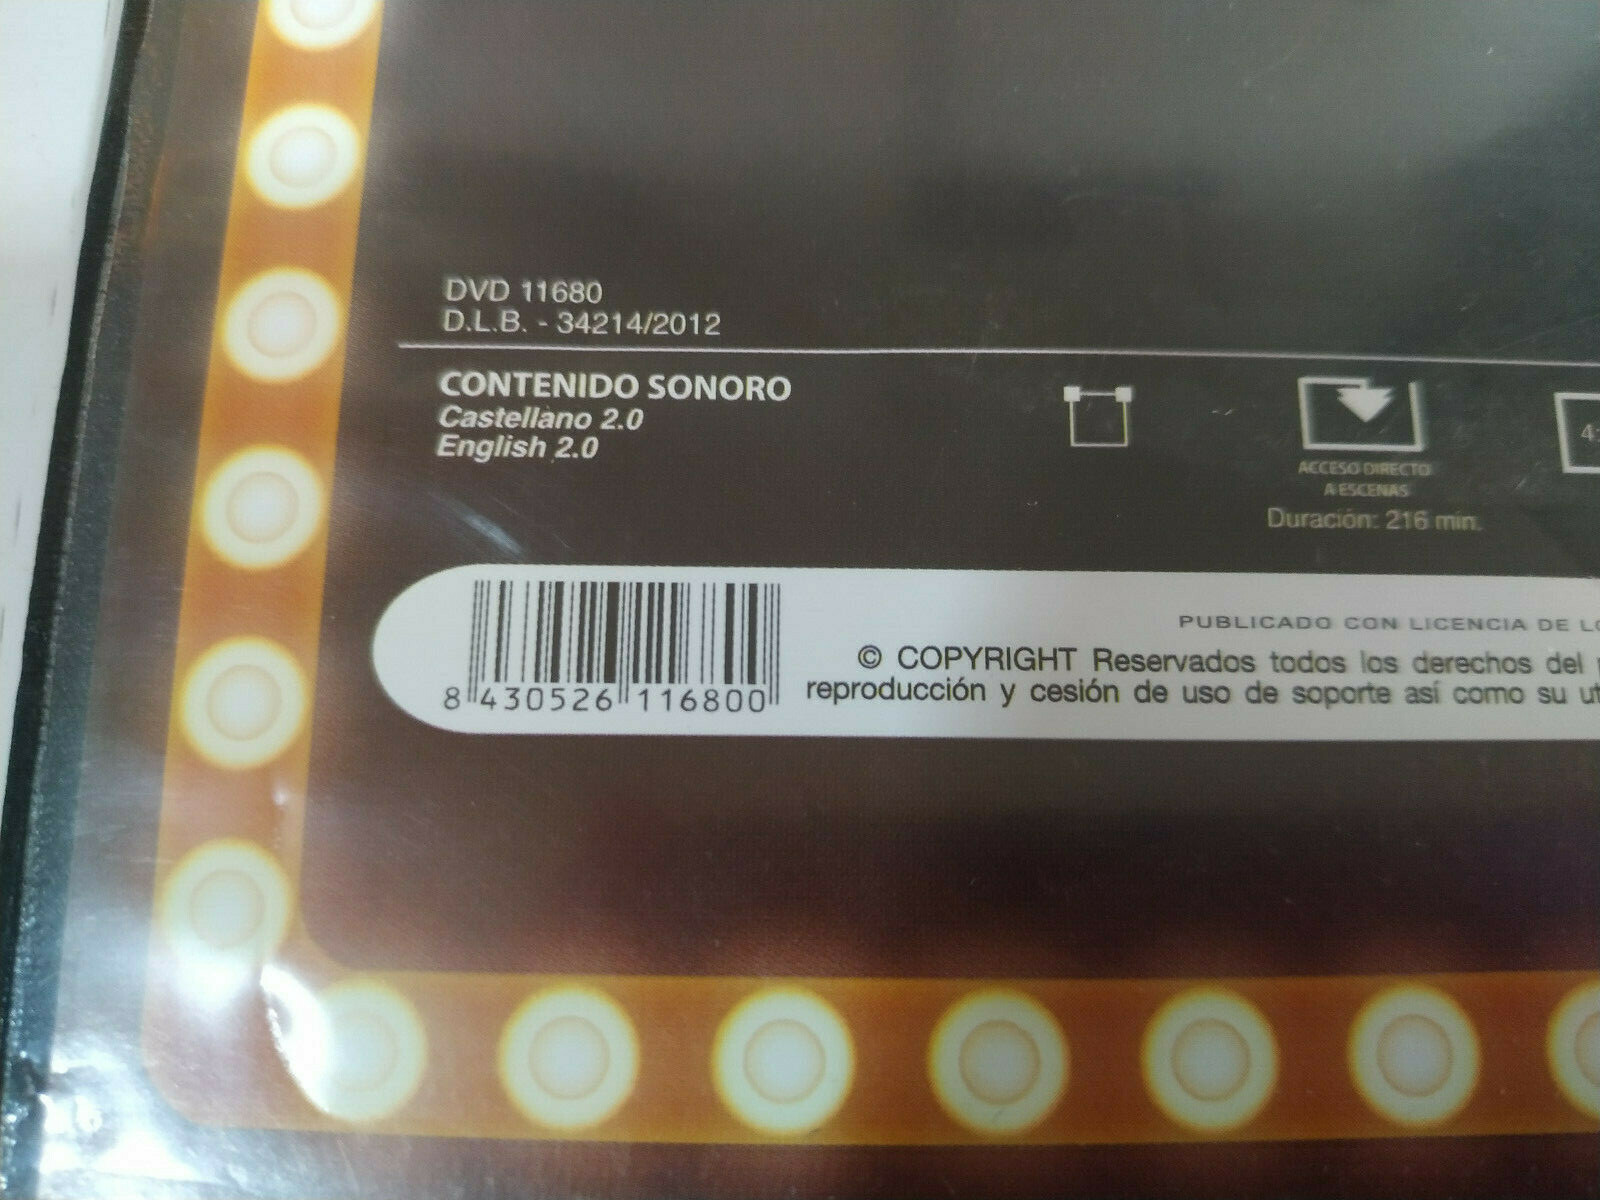 DVD 11680
D.L.B. - 34214/2012
CONTENIDO SONORO
Castellano 2.0
English 2.0
ACCESO DIRECTO
A ESCENAS
Duración: 216 min.
PUBLICADO CON LICENCIA DE
© COPYRIGHT Reservados todos los derechos del
reproducción y cesión de uso de soporte así como su
8 430526 116800